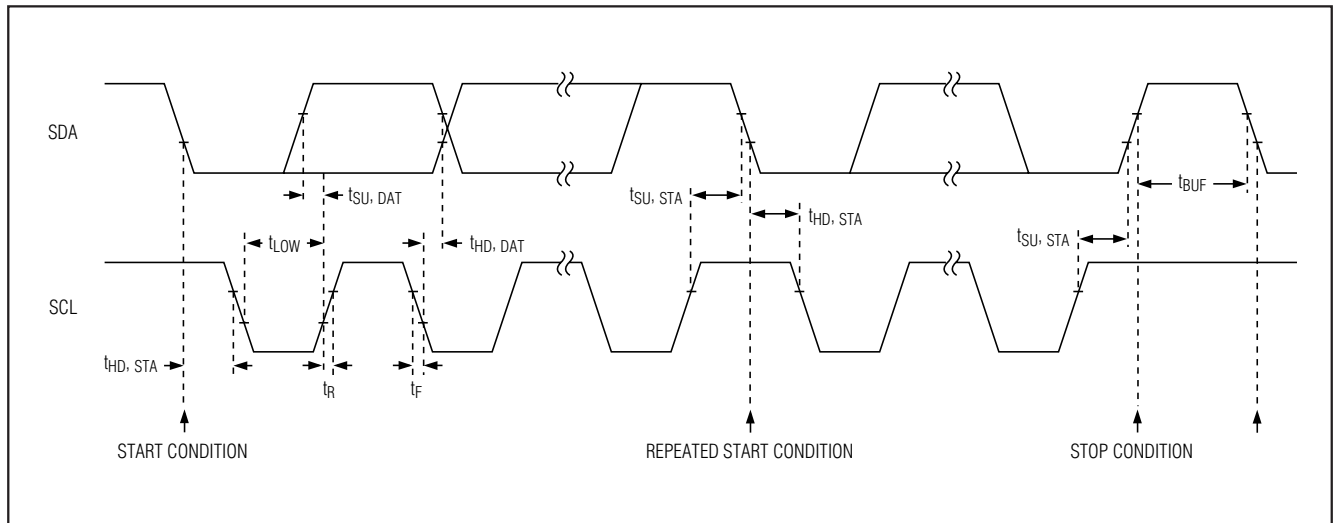 SDA
tSU, DAT
tSU, STA
tHD, STA
tBUF
tLOW
tHD, DAT
tSU, STA
SCL
tHD, STA
tR
tF
START CONDITION
REPEATED START CONDITION
STOP CONDITION